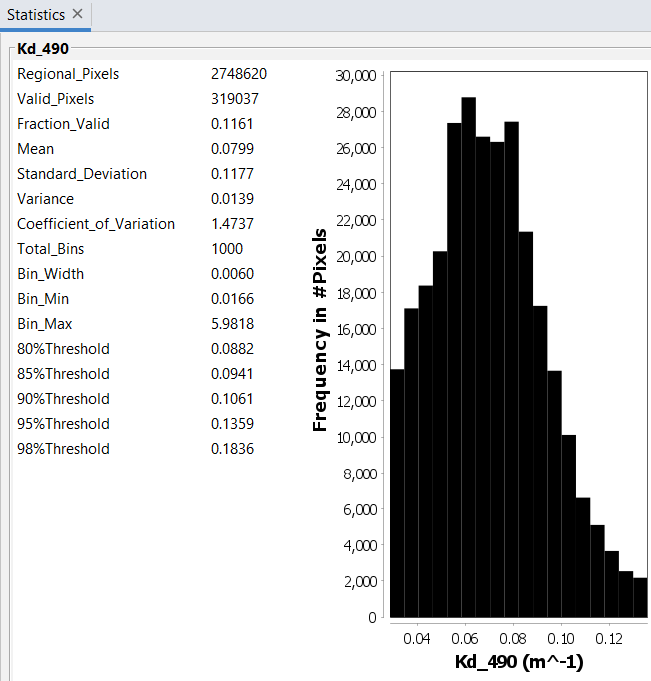 Statistics ×
Kd_490
Regional_Pixels 2748620
Valid_Pixels 319037
Fraction_Valid 0.1161
Mean 0.0799
Standard_Deviation 0.1177
Variance 0.0139
Coefficient_of_Variation 1.4737
Total_Bins 1000
Bin_Width 0.0060
Bin_Min 0.0166
Bin_Max 5.9818
80%Threshold 0.0882
85%Threshold 0.0941
90%Threshold 0.1061
95%Threshold 0.1359
98%Threshold 0.1836
Frequency in #Pixels
30,000
28,000
26,000
24,000
22,000
20,000
18,000
16,000
14,000
12,000
10,000
8,000
6,000
4,000
2,000
0
0.04 0.06 0.08 0.10 0.12
Kd_490 (m^-1)